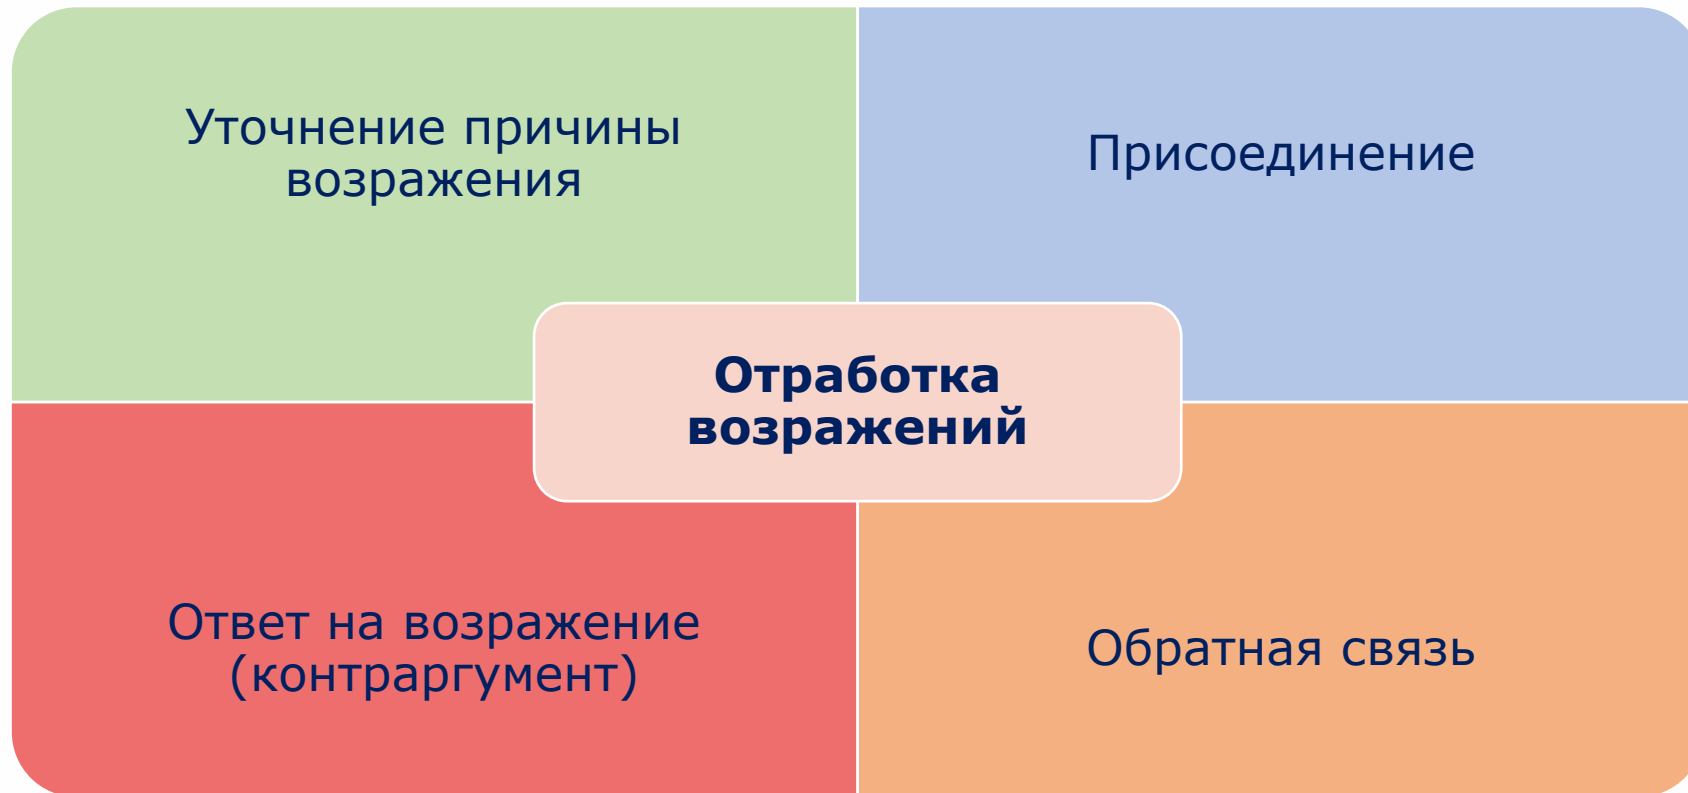 Уточнение причины
возражения
Присоединение
Отработка
возражений
Ответ на возражение
(контраргумент)
Обратная связь